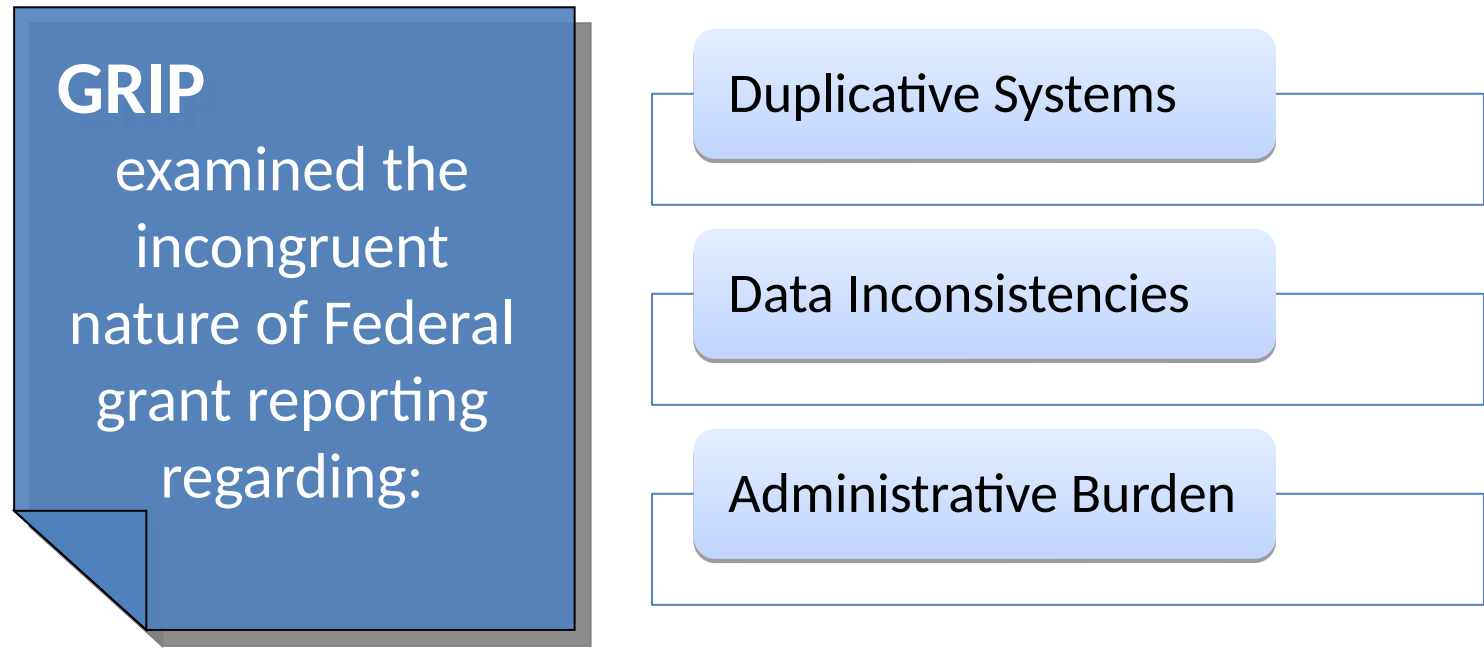 GRIP
examined the
incongruent
nature of Federal
grant reporting
regarding:
Duplicative Systems
Data Inconsistencies
Administrative Burden